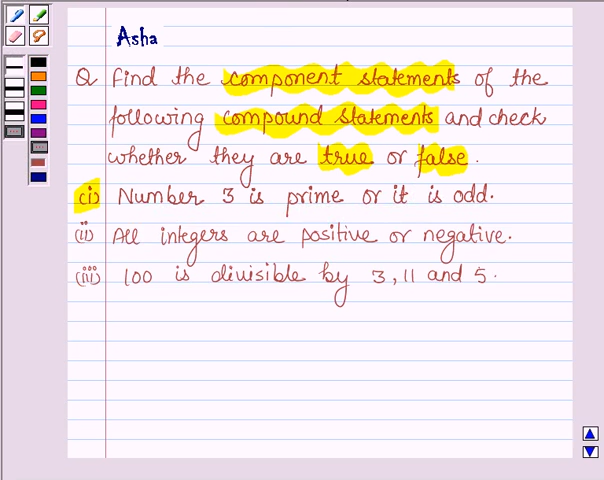 Asha
Q Find the component statements of the
following compound statements and check
whether they are true or false.
(i) Number 3 is prime or it is odd.
(ii) All integers are positive or negative.
(iii) 100 is divisible by 3, 11 and 5.